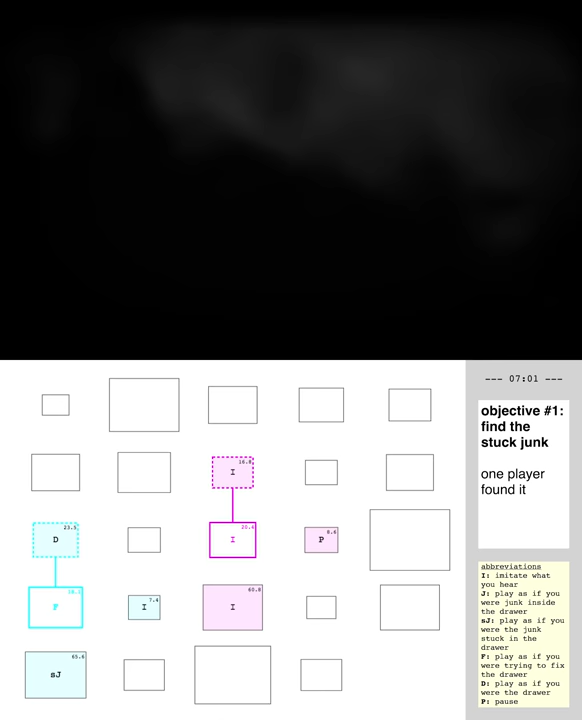 --- 07:01 ---
objective #1:
find the
stuck junk
one player
found it
16.8
I
23.5
D
20.4
I
8.6
P
F
7.4
I
60.8
I
65.6
sJ
abbreviations
I: imitate what
you hear
J: play as if you
were junk inside
the drawer
sJ: play as if you
were the junk
stuck in the
drawer
F: play as if you
were trying to fix
the drawer
D: play as if you
were the drawer
P: pause